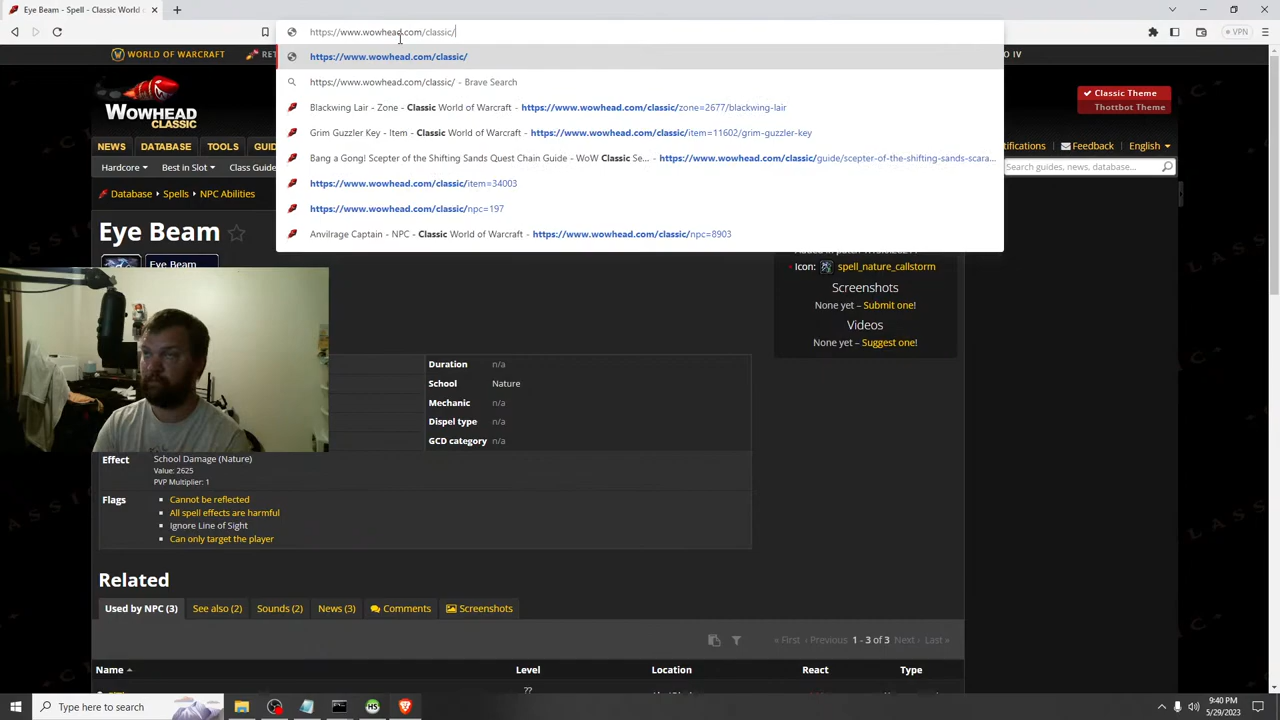 Eye Beam - Spell - Classic World o
https://www.wowhead.com/classic/
VPN
https://www.wowhead.com/classic/
https://www.wowhead.com/classic/ - Brave Search
Blackwing Lair - Zone - Classic World of Warcraft - https://www.wowhead.com/classic/zone=2677/blackwing-lair
Grim Guzzler Key - Item - Classic World of Warcraft - https://www.wowhead.com/classic/item=11602/grim-guzzler-key
Bang a Gong! Scepter of the Shifting Sands Quest Chain Guide - WoW Classic Se... - https://www.wowhead.com/classic/guide/scepter-of-the-shifting-sands-scara...
https://www.wowhead.com/classic/item=34003
https://www.wowhead.com/classic/npc=197
Anvilrage Captain - NPC - Classic World of Warcraft - https://www.wowhead.com/classic/npc=8903
WORLD OF WARCRAFT
RET
O IV
WOWHEAD
CLASSIC
Classic Theme
Thottbot Theme
NEWS
DATABASE
TOOLS
GUID
tifications
Feedback
English
Hardcore
Best in Slot
Class Guide
Search guides, news, database...
Database
Spells
NPC Abilities
Eye Beam
Eye Beam
Icon: spell_nature_callstorm
Screenshots
None yet – Submit one!
Videos
None yet – Suggest one!
Duration n/a
School Nature
Mechanic n/a
Dispel type n/a
GCD category n/a
Effect School Damage (Nature)
Value: 2625
PVP Multiplier: 1
Flags Cannot be reflected
All spell effects are harmful
Ignore Line of Sight
Can only target the player
Related
Used by NPC (3)
See also (2)
Sounds (2)
News (3)
Comments
Screenshots
« First ‹ Previous 1 - 3 of 3 Next › Last »
Name
Level
Location
React
Type
??
Type here to search
9:40 PM
5/29/2023